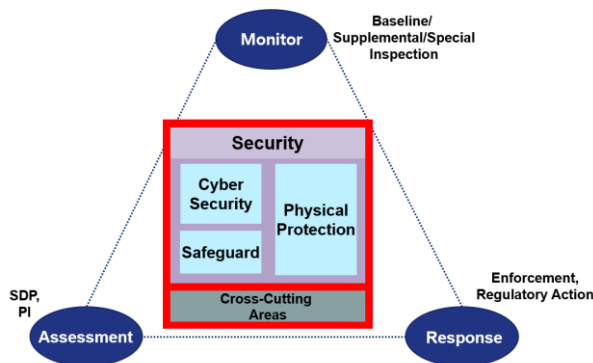 Monitor
Baseline/
Supplemental/Special
Inspection
Security
Cyber
Security
Physical
Protection
Safeguard
Cross-Cutting
Areas
SDP,
PI
Assessment
Enforcement,
Regulatory Action
Response